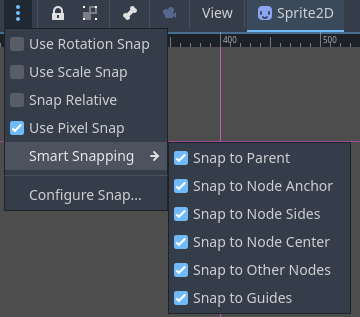 View Sprite2D
400 500
Use Rotation Snap
Use Scale Snap
Snap Relative
Use Pixel Snap
Smart Snapping
Configure Snap...
Snap to Parent
Snap to Node Anchor
Snap to Node Sides
Snap to Node Center
Snap to Other Nodes
Snap to Guides